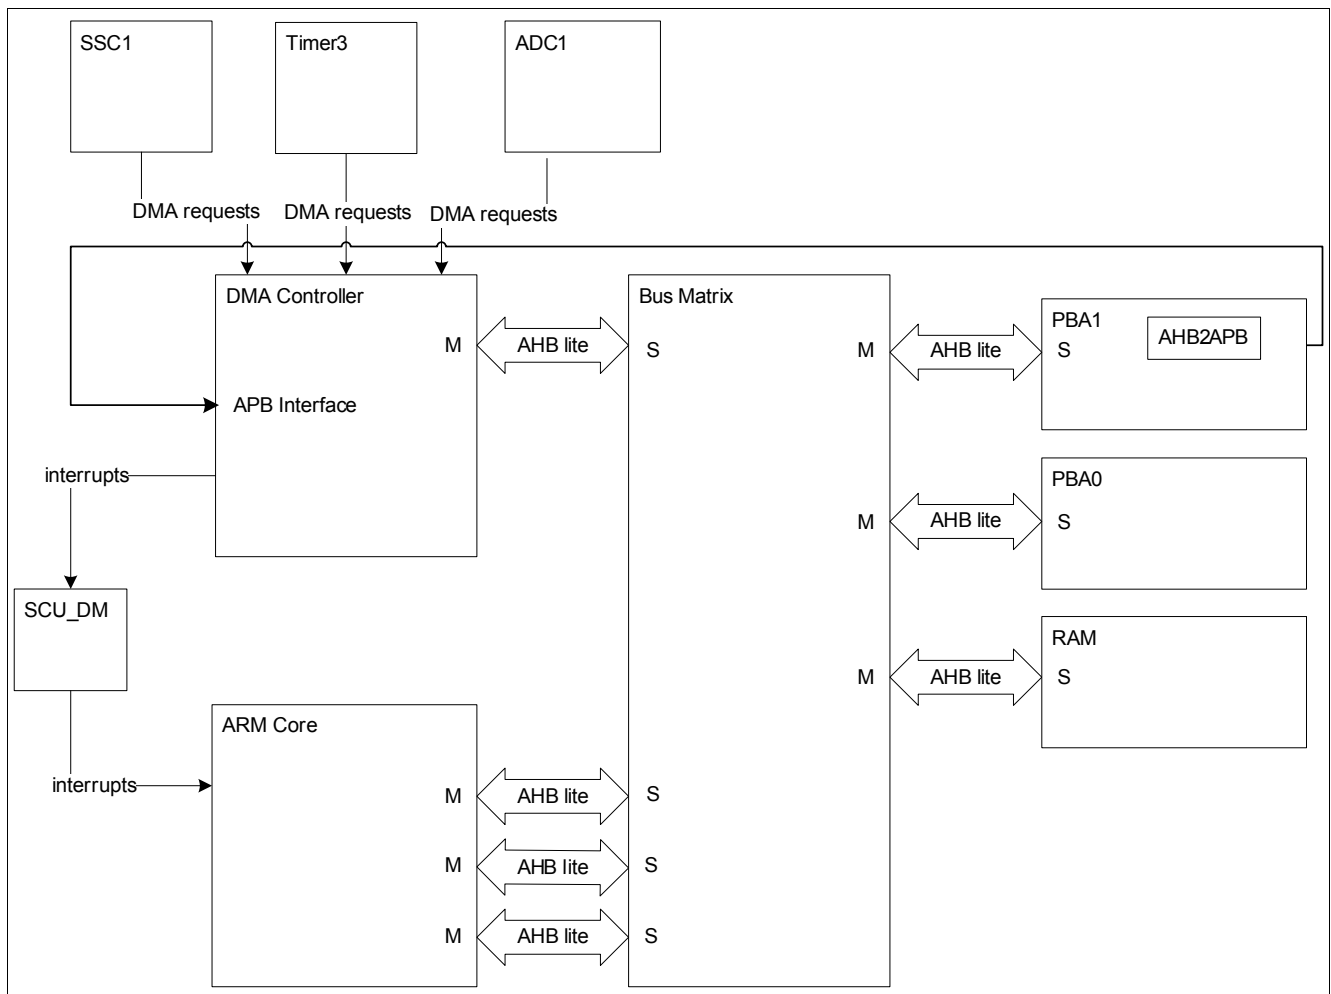 SSC1
Timer3
ADC1
DMA requests
DMA requests
DMA requests
DMA Controller
M
AHB lite
APB Interface
Bus Matrix
S
M
AHB lite
PBA1
S
AHB2APB
interrupts
M
AHB lite
PBA0
S
SCU_DM
M
AHB lite
RAM
S
interrupts
ARM Core
M
AHB lite
S
M
AHB lite
S
M
AHB lite
S